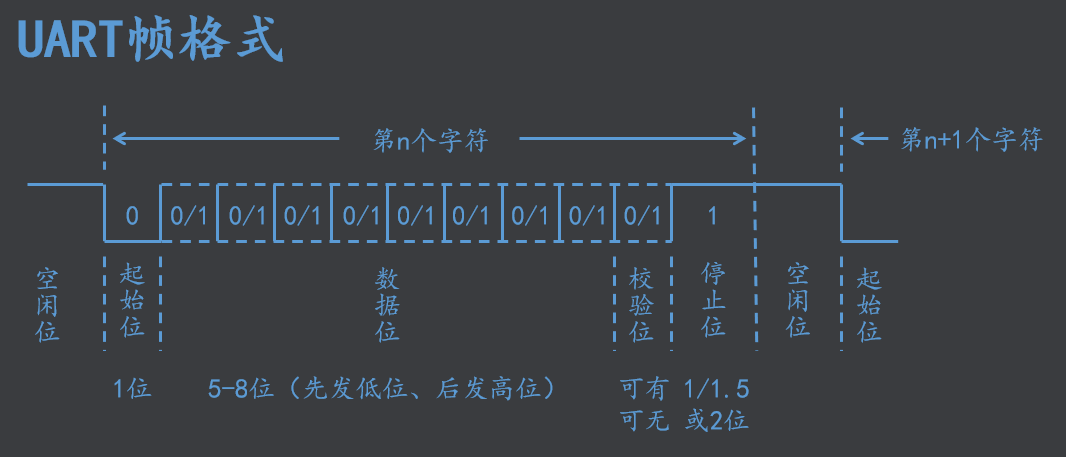 UART帧格式
第n个字符
第n+1个字符
0 0/1 0/1 0/1 0/1 0/1 0/1 0/1 0/1 0/1 1
空闲位
起始位
数据位
校验位
停止位
空闲位
起始位
1位
5-8位（先发低位、后发高位）
可有
可无
1/1.5
或2位